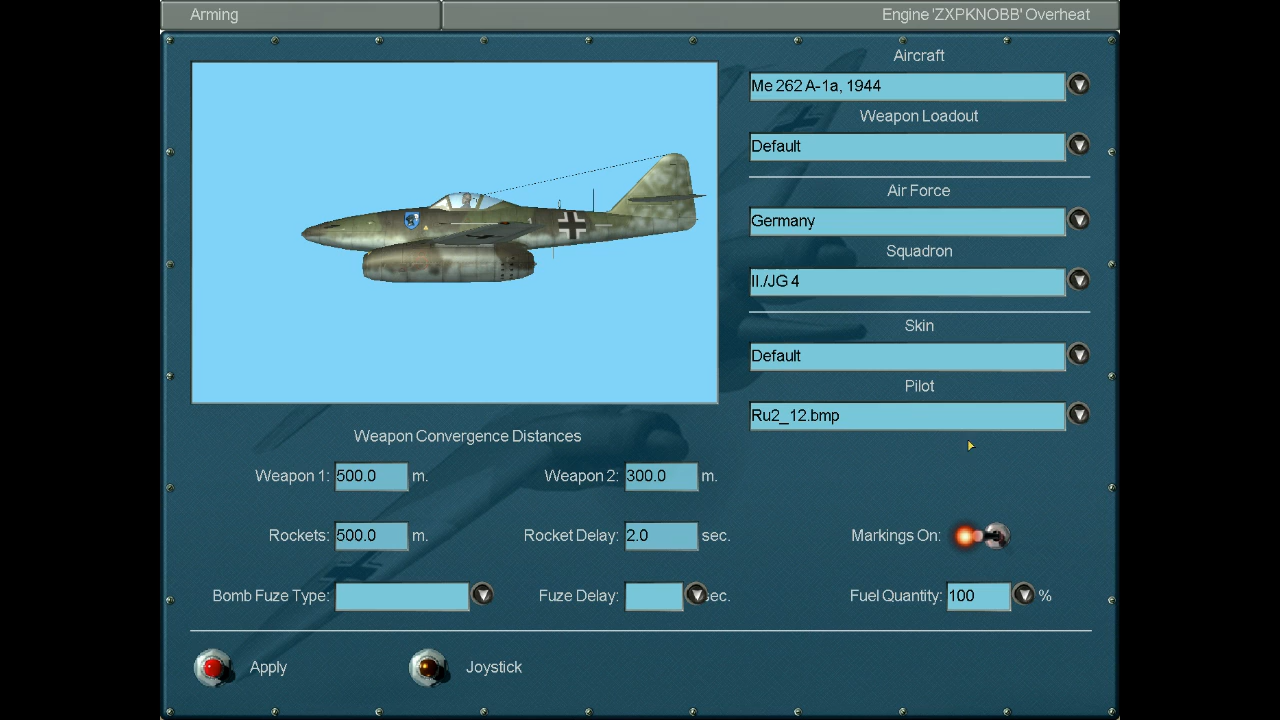 Arming
Engine 'ZXPKNOBB' Overheat
Aircraft
Me 262 A-1a, 1944
Weapon Loadout
Default
Air Force
Germany
Squadron
II./JG 4
Skin
Default
Pilot
Ru2_12.bmp
Weapon Convergence Distances
Weapon 1: 500.0 m. Weapon 2: 300.0 m.
Rockets: 500.0 m. Rocket Delay: 2.0 sec. Markings On:
Bomb Fuze Type: Fuze Delay: sec. Fuel Quantity: 100 %
Apply Joystick